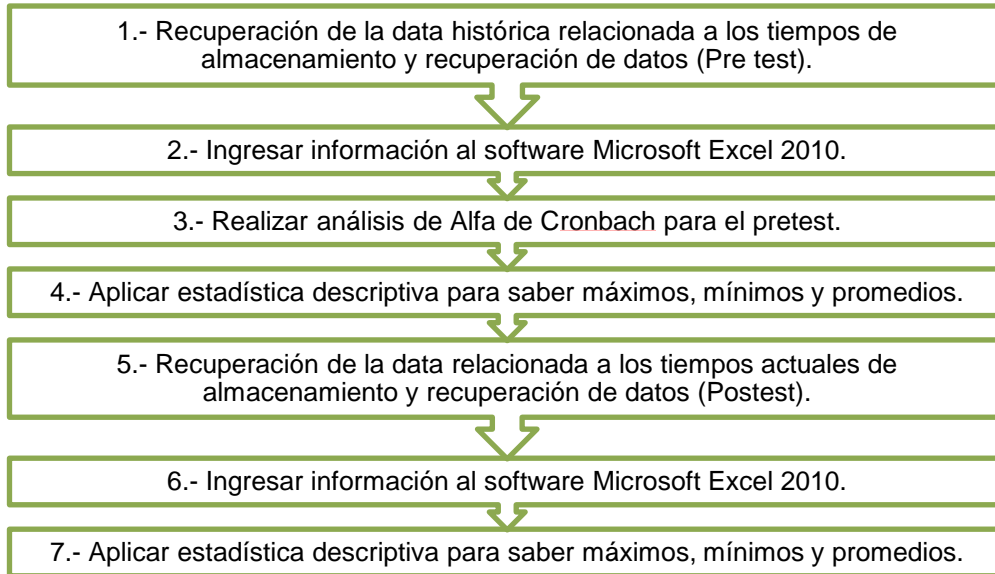 1.- Recuperación de la data histórica relacionada a los tiempos de
almacenamiento y recuperación de datos (Pre test).
2.- Ingresar información al software Microsoft Excel 2010.
3.- Realizar análisis de Alfa de Cronbach para el pretest.
4.- Aplicar estadística descriptiva para saber máximos, mínimos y promedios.
5.- Recuperación de la data relacionada a los tiempos actuales de
almacenamiento y recuperación de datos (Postest).
6.- Ingresar información al software Microsoft Excel 2010.
7.- Aplicar estadística descriptiva para saber máximos, mínimos y promedios.